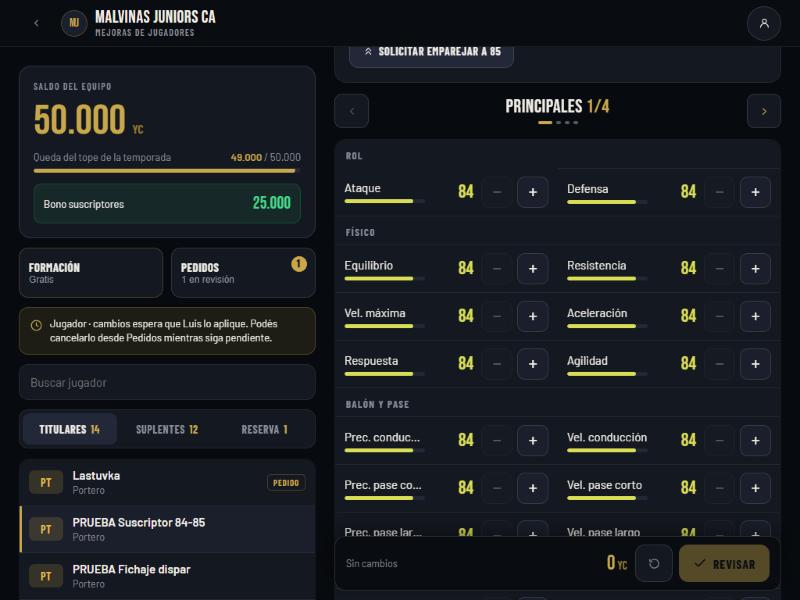 MJ
MALVINAS JUNIORS CA
MEJORAS DE JUGADORES
SALDO DEL EQUIPO
50.000 YC
Queda del tope de la temporada 49.000 / 50.000
Bono suscriptores 25.000
FORMACIÓN
Gratis
PEDIDOS 1
1 en revisión
Jugador · cambios espera que Luis lo aplique. Podés
cancelarlo desde Pedidos mientras siga pendiente.
Buscar jugador
TITULARES 14 SUPLENTES 12 RESERVA 1
PT Lastuvka
Portero
PEDIDO
PT PRUEBA Suscriptor 84-85
Portero
PT PRUEBA Fichaje dispar
Portero
SOLICITAR EMPAREJAR A 85
PRINCIPALES 1/4
ROL
Ataque 84 − + Defensa 84 − +
FÍSICO
Equilibrio 84 − + Resistencia 84 − +
Vel. máxima 84 − + Aceleración 84 − +
Respuesta 84 − + Agilidad 84 − +
BALÓN Y PASE
Prec. conduc... 84 − + Vel. conducción 84 − +
Prec. pase co... 84 − + Vel. pase corto 84 − +
Prec. pase lar... 84 − + Vel. pase largo 84 − +
Sin cambios 0 YC REVISAR